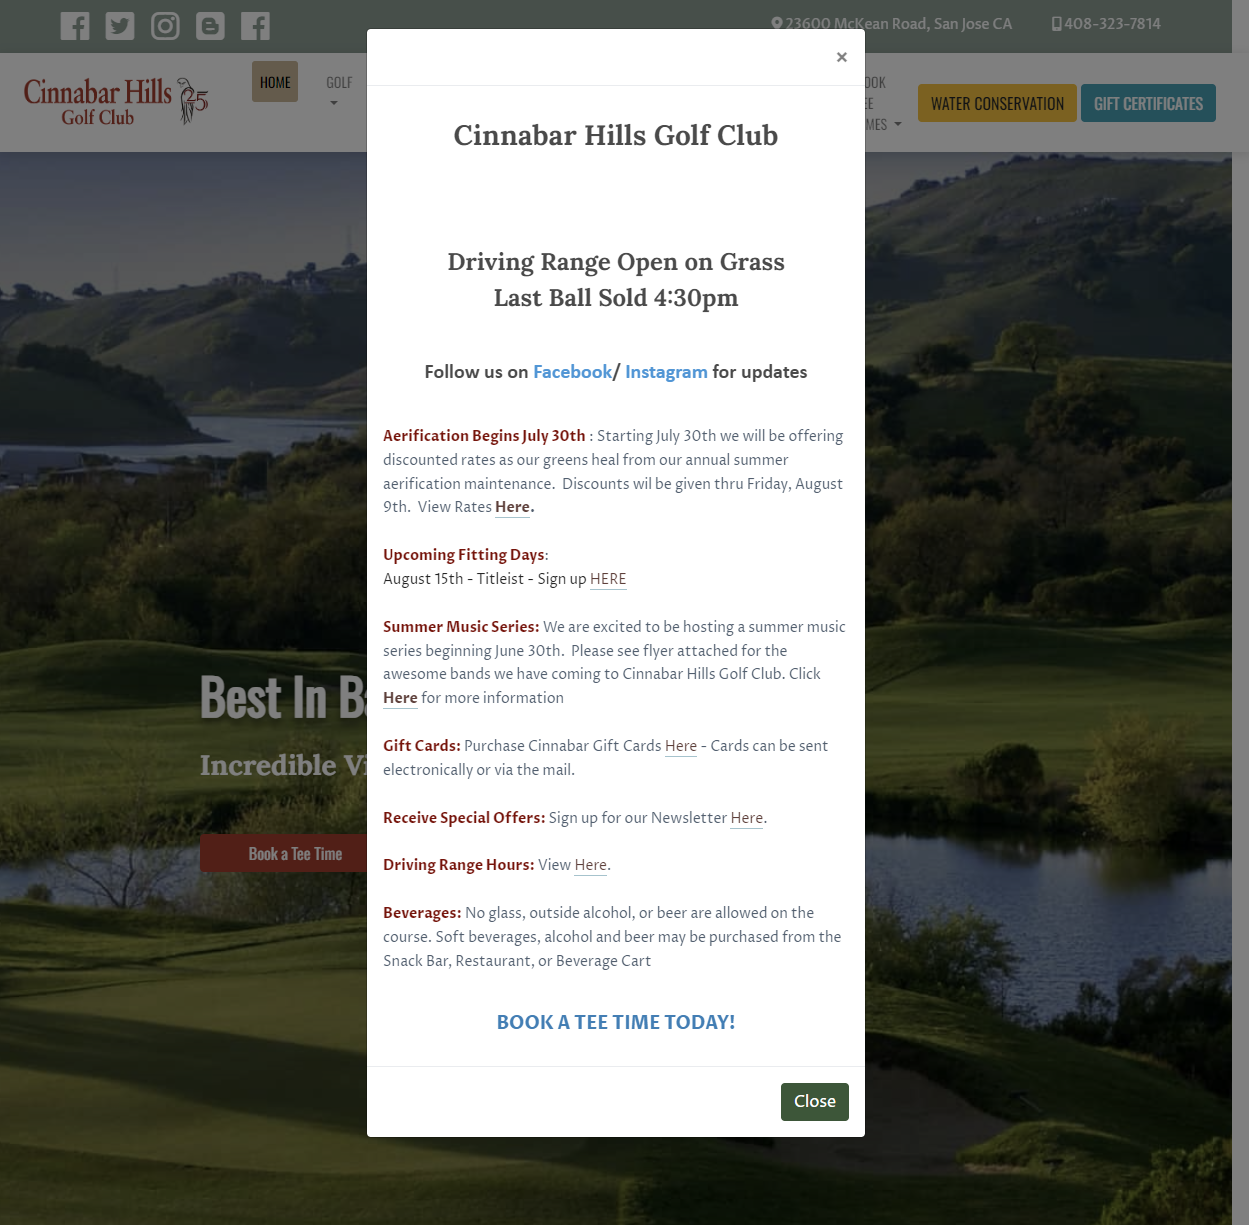 23600 McKean Road, San Jose CA
408-323-7814
Cinnabar Hills
Golf Club
25
HOME
GOLF
WATER CONSERVATION
GIFT CERTIFICATES
×
Cinnabar Hills Golf Club
Driving Range Open on Grass
Last Ball Sold 4:30pm
Follow us on Facebook/ Instagram for updates
Aerification Begins July 30th : Starting July 30th we will be offering
discounted rates as our greens heal from our annual summer
aerification maintenance.  Discounts wil be given thru Friday, August
9th.  View Rates Here.
Upcoming Fitting Days:
August 15th - Titleist - Sign up HERE
Summer Music Series: We are excited to be hosting a summer music
series beginning June 30th.  Please see flyer attached for the
awesome bands we have coming to Cinnabar Hills Golf Club. Click
Here for more information
Gift Cards: Purchase Cinnabar Gift Cards Here - Cards can be sent
electronically or via the mail.
Receive Special Offers: Sign up for our Newsletter Here.
Driving Range Hours: View Here.
Beverages: No glass, outside alcohol, or beer are allowed on the
course. Soft beverages, alcohol and beer may be purchased from the
Snack Bar, Restaurant, or Beverage Cart
BOOK A TEE TIME TODAY!
Close
Best In
Incredible
Book a Tee Time